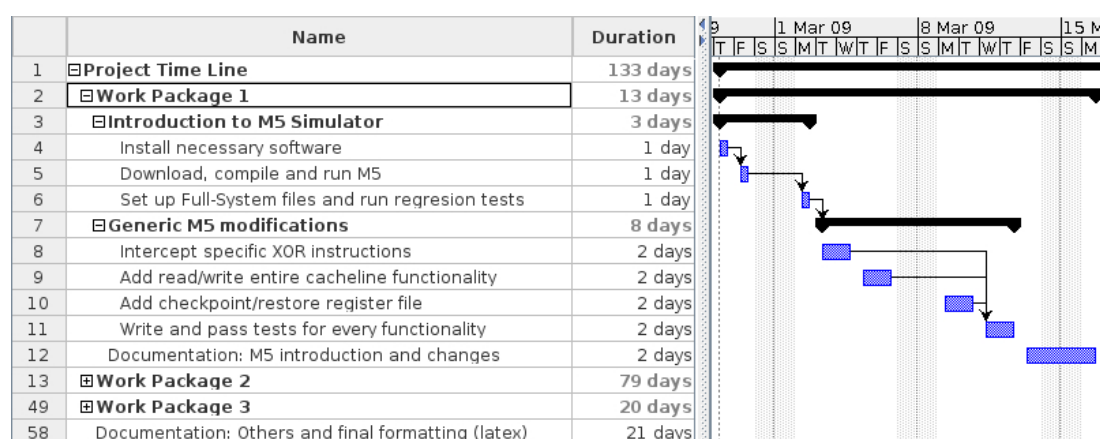 Name Duration 9 1 Mar 09 8 Mar 09 15 M
T F S S M T W T F S S M T W T F S S M
1 Project Time Line 133 days
2 Work Package 1 13 days
3 Introduction to M5 Simulator 3 days
4 Install necessary software 1 day
5 Download, compile and run M5 1 day
6 Set up Full-System files and run regresion tests 1 day
7 Generic M5 modifications 8 days
8 Intercept specific XOR instructions 2 days
9 Add read/write entire cacheline functionality 2 days
10 Add checkpoint/restore register file 2 days
11 Write and pass tests for every functionality 2 days
12 Documentation: M5 introduction and changes 2 days
13 Work Package 2 79 days
49 Work Package 3 20 days
58 Documentation: Others and final formatting (latex) 21 days